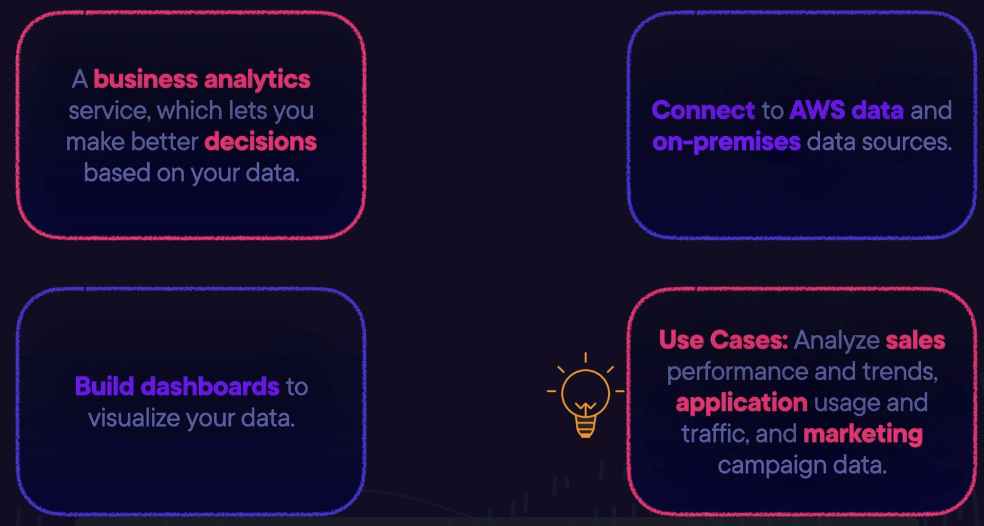 A business analytics
service, which lets you
make better decisions
based on your data.
Connect to AWS data and
on-premises data sources.
Build dashboards to
visualize your data.
Use Cases: Analyze sales
performance and trends,
application usage and
traffic, and marketing
campaign data.